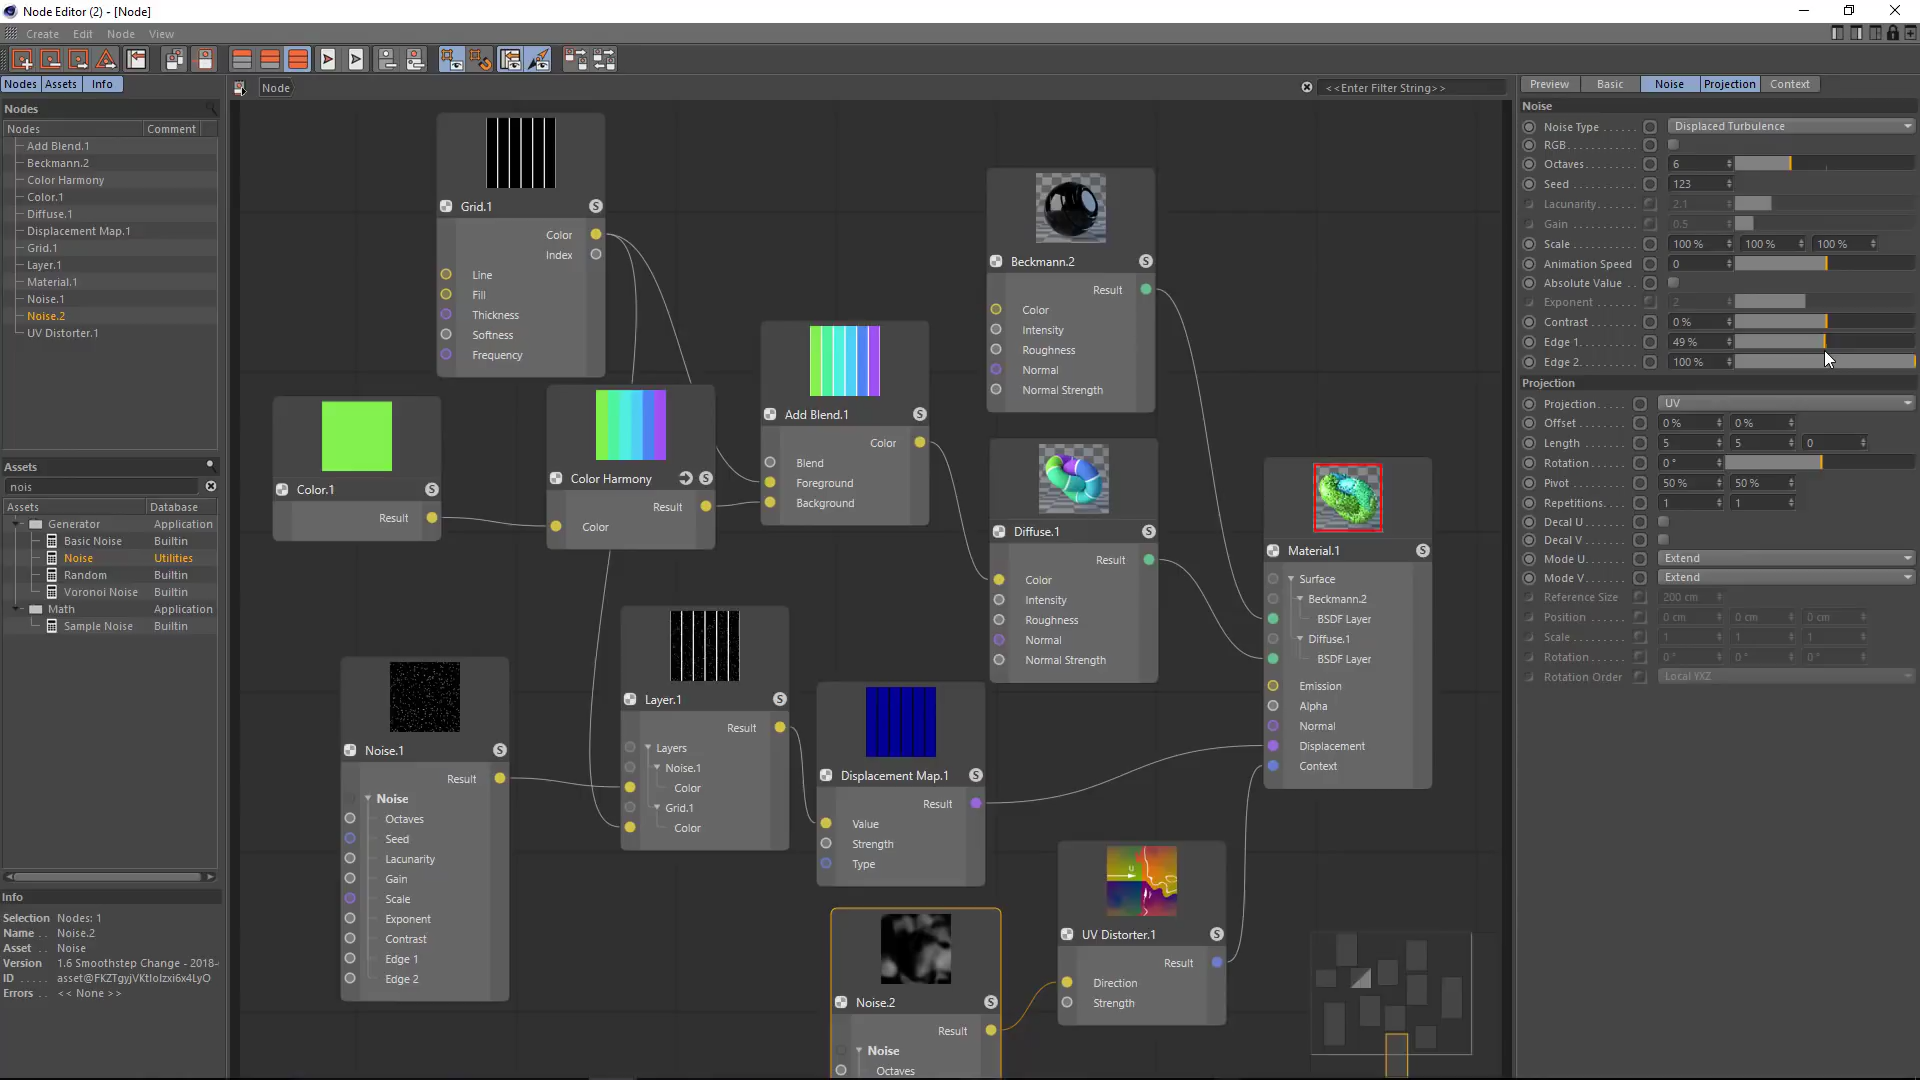 Node Editor (2) - [Node]
Create Edit Node View
Nodes Assets Info
Node
<<Enter Filter String>>
Preview Basic Noise Projection Context
Nodes
Nodes Comment
Add Blend.1
Beckmann.2
Color Harmony
Color.1
Diffuse.1
Displacement Map.1
Grid.1
Layer.1
Material.1
Noise.1
Noise.2
UV Distorter.1
Assets
nois
Assets Database
Generator Application
Basic Noise Builtin
Noise Utilities
Random Builtin
Voronoi Noise Builtin
Math Application
Sample Noise Builtin
Info
Selection Nodes: 1
Name . . Noise.2
Asset . . Noise
Version 1.6 Smoothstep Change - 2018-
ID . . . . asset@FKZTgyjVKtlolzxi6x4LyO
Errors . . << None >>
Grid.1 S
Color
Index
Line
Fill
Thickness
Softness
Frequency
Color.1 S
Result
Color Harmony S
Result
Color
Add Blend.1 S
Color
Blend
Foreground
Background
Beckmann.2 S
Result
Color
Intensity
Roughness
Normal
Normal Strength
Diffuse.1 S
Result
Color
Intensity
Roughness
Normal
Normal Strength
Material.1 S
Surface
Beckmann.2
BSDF Layer
Diffuse.1
BSDF Layer
Emission
Alpha
Normal
Displacement
Context
Noise.1 S
Result
Noise
Octaves
Seed
Lacunarity
Gain
Scale
Exponent
Contrast
Edge 1
Edge 2
Layer.1 S
Result
Layers
Noise.1
Color
Grid.1
Color
Displacement Map.1 S
Result
Value
Strength
Type
U
UV Distorter.1 S
Result
Direction
Strength
Noise.2 S
Result
Noise
Octaves
Noise
Noise Type . . . . . . Displaced Turbulence
RGB. . . . . . . . . . . .
Octaves . . . . . . . . 6
Seed . . . . . . . . . . . 123
Lacunarity . . . . . . 2.1
Gain . . . . . . . . . . . 0.5
Scale . . . . . . . . . . . 100 % 100 % 100 %
Animation Speed 0
Absolute Value . .
Exponent . . . . . . . 2
Contrast . . . . . . . . 0 %
Edge 1. . . . . . . . . . 49 %
Edge 2. . . . . . . . . . 100 %
Projection
Projection. . . . . UV
Offset . . . . . . . . 0 % 0 %
Length . . . . . . . 5 5 0
Rotation . . . . . . 0 °
Pivot . . . . . . . . . 50 % 50 %
Repetitions. . . . 1 1
Decal U . . . . . . .
Decal V . . . . . . .
Mode U. . . . . . . Extend
Mode V . . . . . . . Extend
Reference Size 200 cm
Position . . . . . . 0 cm 0 cm 0 cm
Scale . . . . . . . . . 1 1 1
Rotation . . . . . . 0 ° 0 ° 0 °
Rotation Order Local YXZ